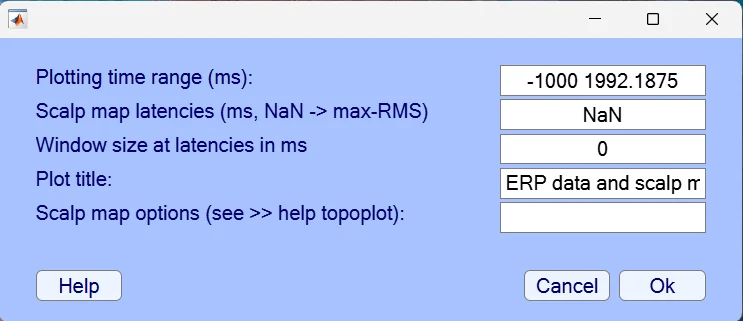 Plotting time range (ms): -1000 1992.1875
Scalp map latencies (ms, NaN -> max-RMS) NaN
Window size at latencies in ms 0
Plot title: ERP data and scalp m
Scalp map options (see >> help topoplot):
Help Cancel Ok